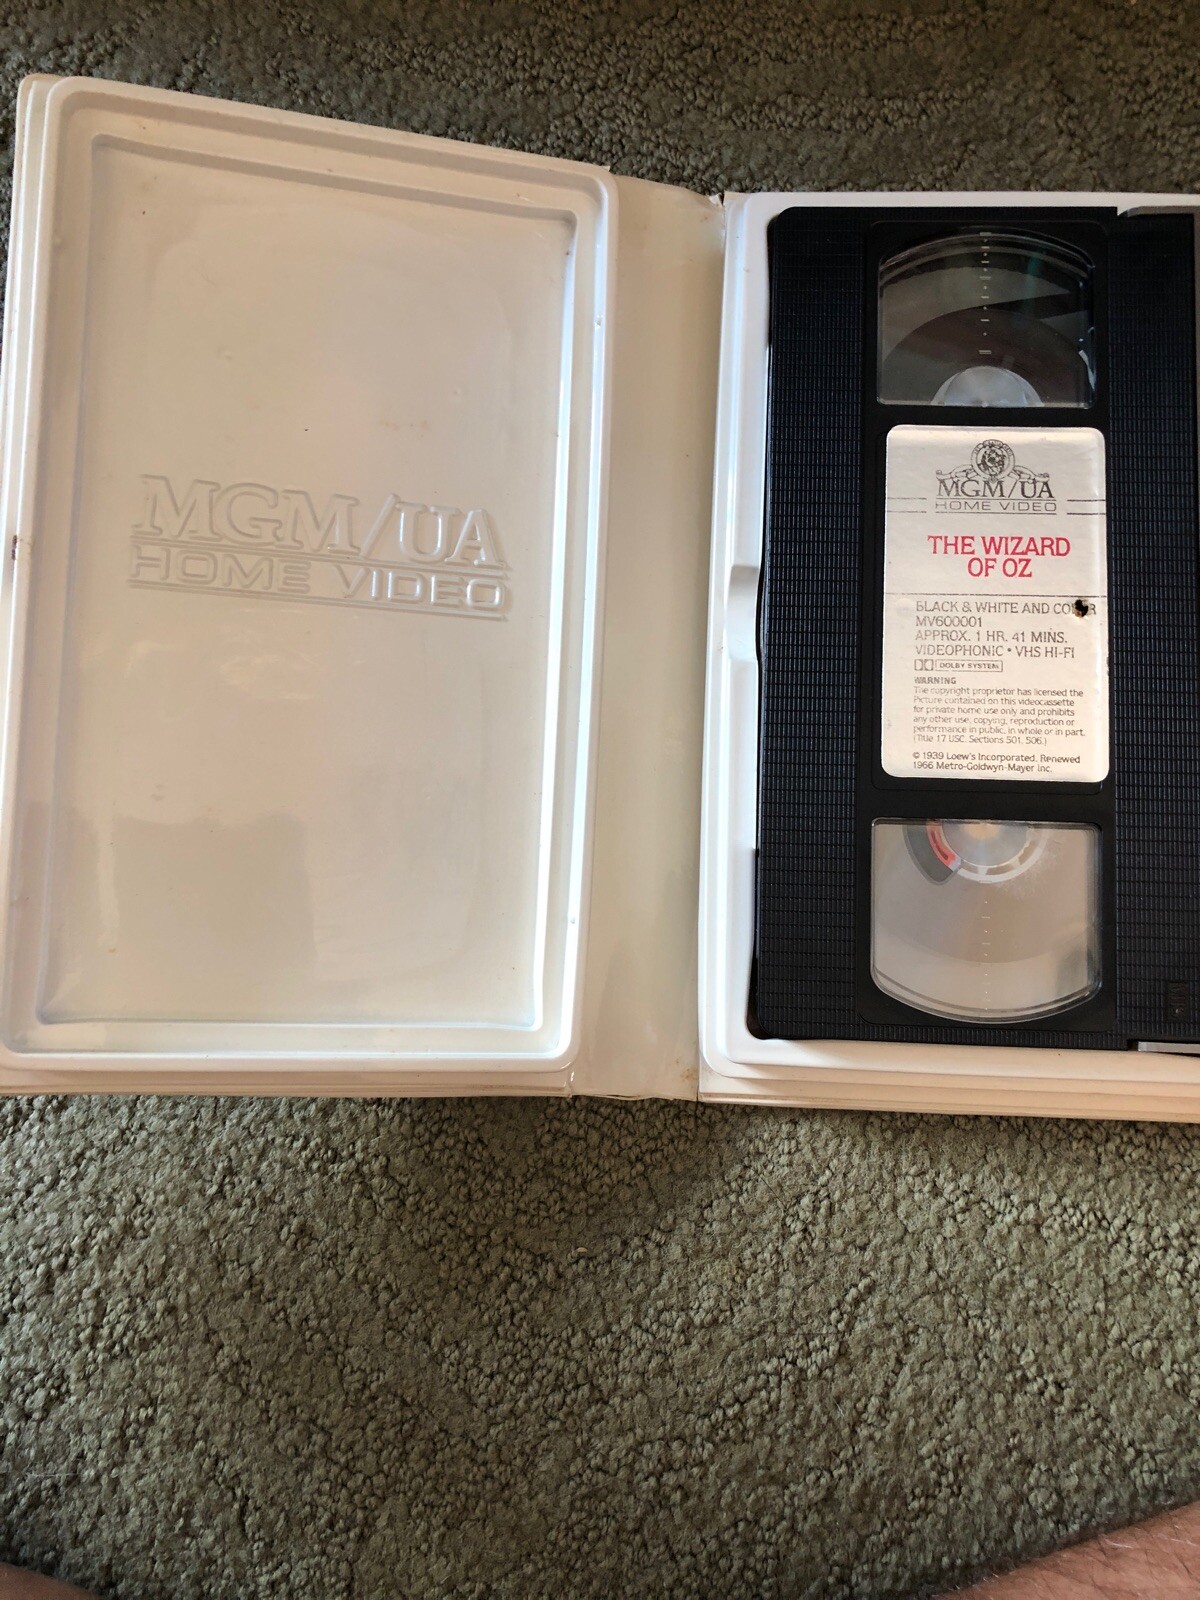 MGM/UA
HOME VIDEO
MGM/UA
HOME VIDEO
THE WIZARD
OF OZ
BLACK & WHITE AND
MV600001
APPROX. 1 HR. 41 MINS.
VIDEOPHONIC • VHS HI-FI
DOLBY SYSTEM
WARNING
The copyright proprietor has licensed the
Picture contained on this videocassette
for private home use only and prohibits
any other use, copying, reproduction or
performance in public, in whole or in part.
(Title 17 USC. Sections 501, 506.)
© 1939 Loew's Incorporated. Renewed
1966 Metro-Goldwyn-Mayer Inc.